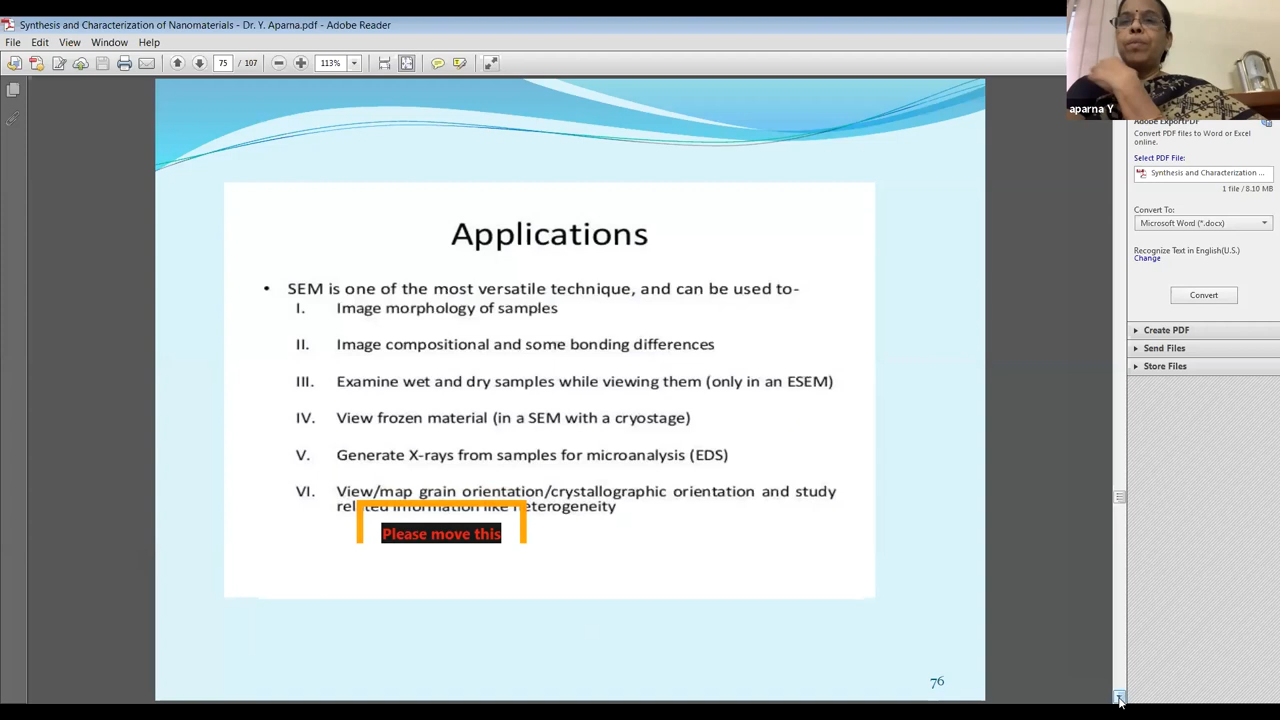 Synthesis and Characterization of Nanomaterials - Dr. Y. Aparna.pdf - Adobe Reader
File Edit View Window Help
75 / 107 113%
aparna Y
Adobe ExportPDF
Convert PDF files to Word or Excel
online.
Select PDF File:
Synthesis and Characterization ...
1 file / 8.10 MB
Convert To:
Microsoft Word (*.docx)
Recognize Text in English(U.S.)
Change
Convert
Create PDF
Send Files
Store Files
Applications
• SEM is one of the most versatile technique, and can be used to-
I. Image morphology of samples
II. Image compositional and some bonding differences
III. Examine wet and dry samples while viewing them (only in an ESEM)
IV. View frozen material (in a SEM with a cryostage)
V. Generate X-rays from samples for microanalysis (EDS)
VI. View/map grain orientation/crystallographic orientation and study
related information like heterogeneity
Please move this
76